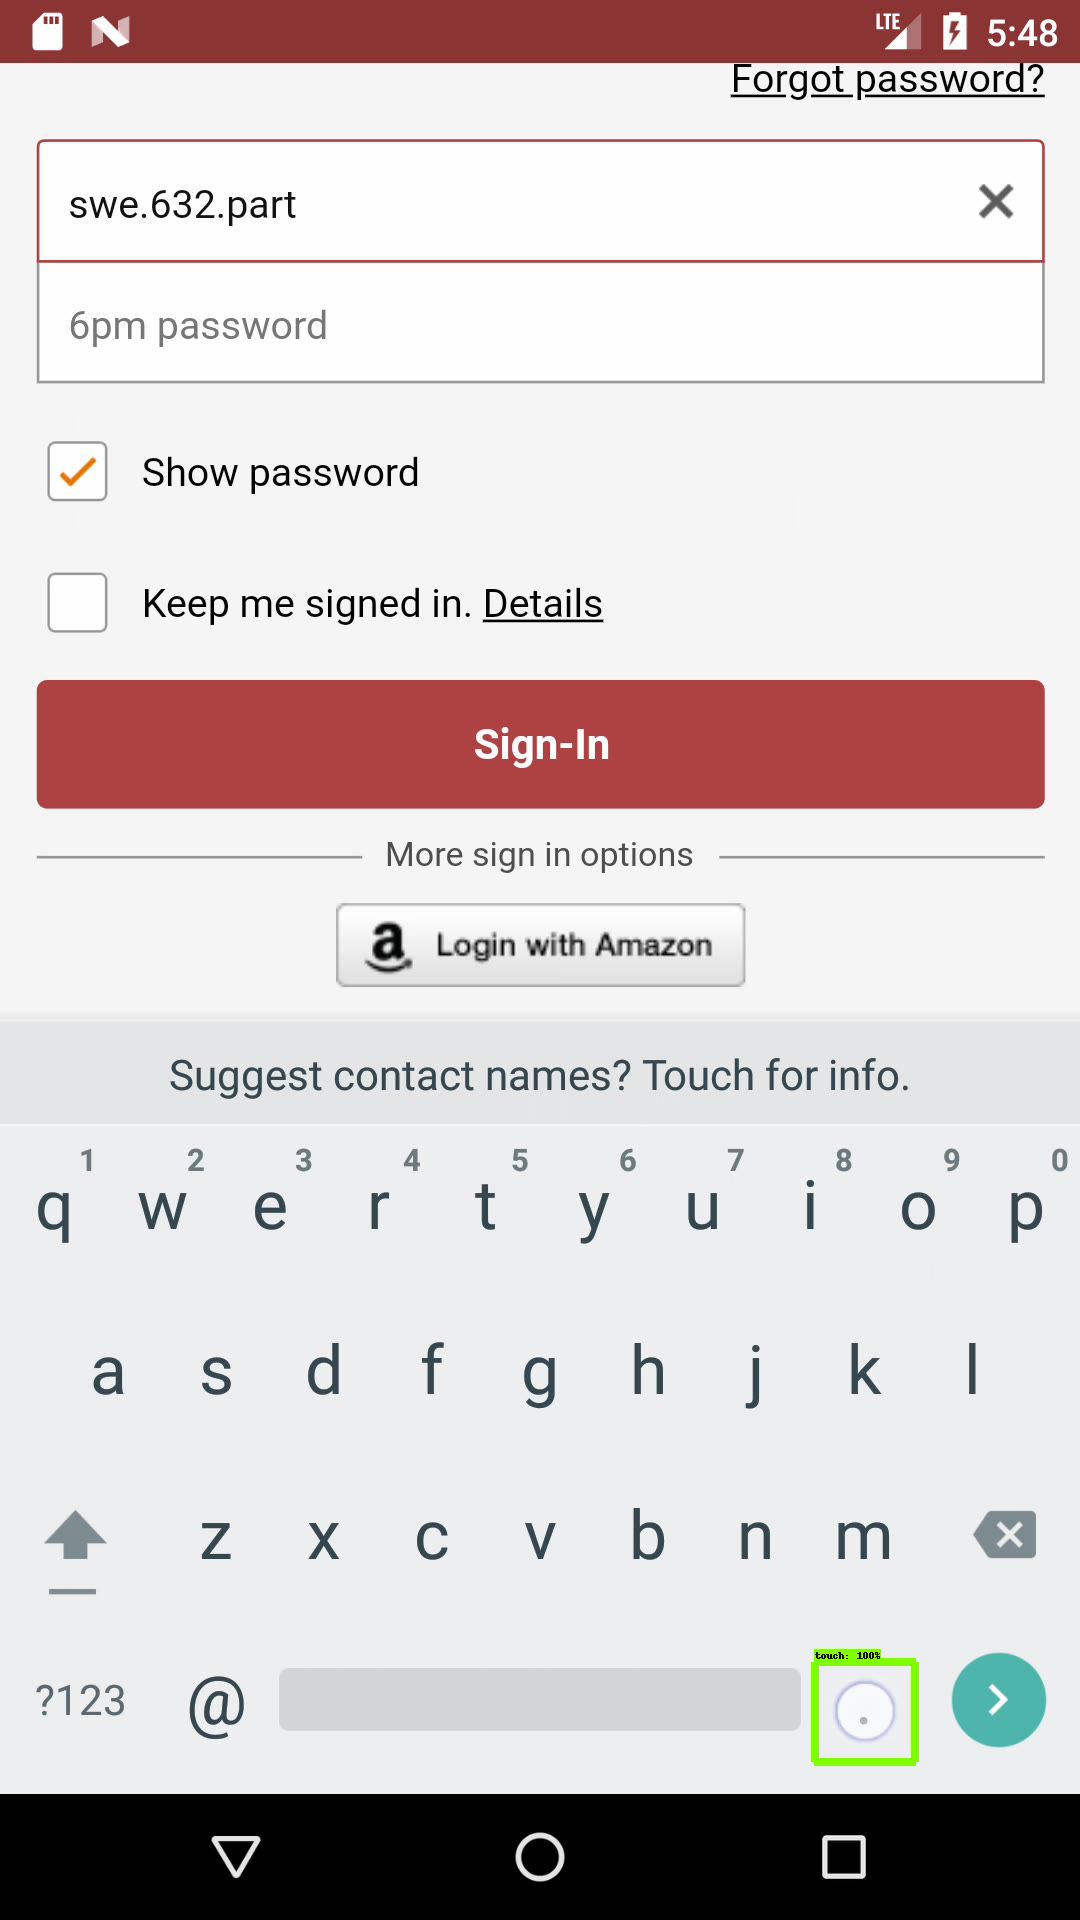 LTE 5:48
Forgot password?
swe.632.part
6pm password
Show password
Keep me signed in. Details
Sign-In
More sign in options
a Login with Amazon
Suggest contact names? Touch for info.
1 2 3 4 5 6 7 8 9 0
q w e r t y u i o p
a s d f g h j k l
z x c v b n m
touch: 100%
?123 @ .